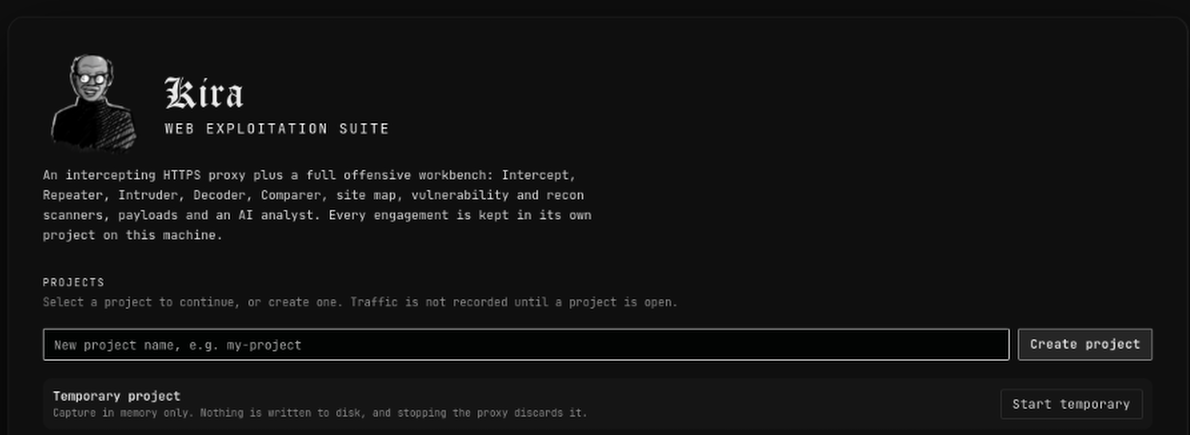 Kira
WEB EXPLOITATION SUITE
An intercepting HTTPS proxy plus a full offensive workbench: Intercept,
Repeater, Intruder, Decoder, Comparer, site map, vulnerability and recon
scanners, payloads and an AI analyst. Every engagement is kept in its own
project on this machine.
PROJECTS
Select a project to continue, or create one. Traffic is not recorded until a project is open.
New project name, e.g. my-project
Create project
Temporary project
Capture in memory only. Nothing is written to disk, and stopping the proxy discards it.
Start temporary